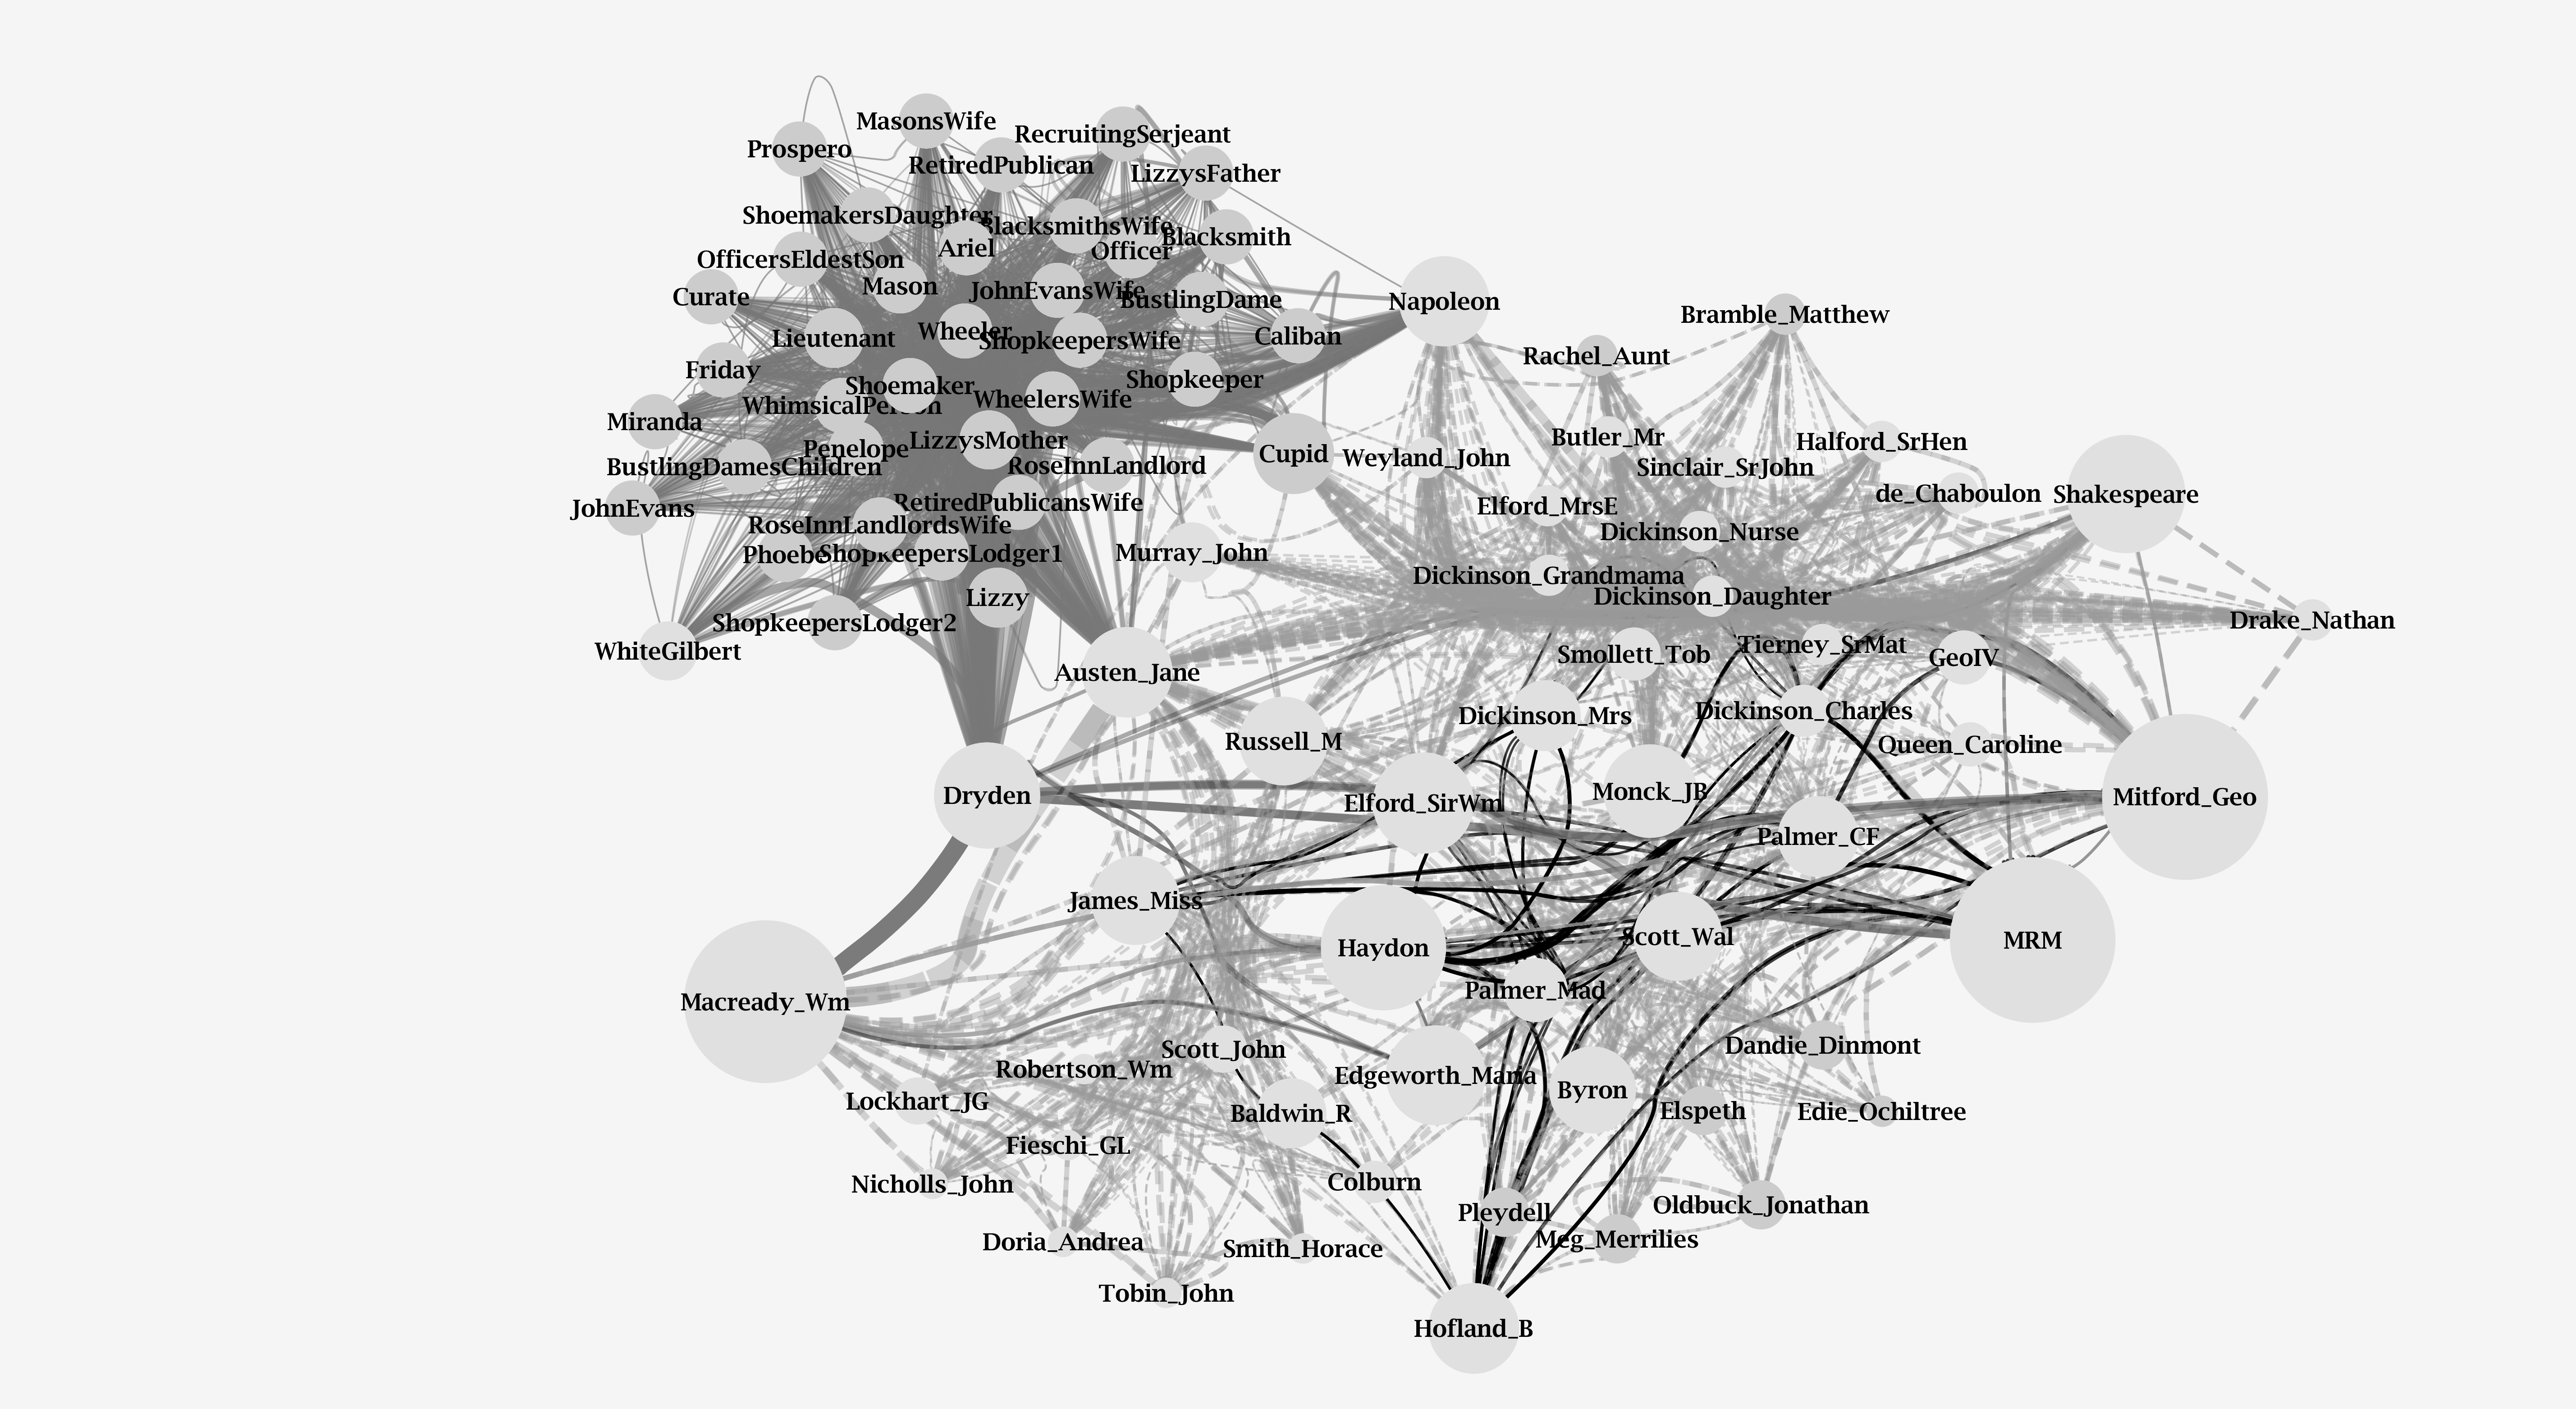 MasonsWife
RecruitingSerjeant
Prospero
RetiredPublican
LizzysFather
ShoemakersDaughter
BlacksmithsWife
Blacksmith
Ariel
Officer
OfficersEldestSon
Mason
JohnEvansWife
Curate
BustlingDame
Napoleon
Bramble_Matthew
Lieutenant
Wheeler
ShopkeepersWife
Caliban
Rachel_Aunt
Friday
Shoemaker
Shopkeeper
WhimsicalPerson
WheelersWife
Miranda
Penelope
LizzysMother
Cupid
Weyland_John
Butler_Mr
Halford_SrHen
BustlingDamesChildren
RoseInnLandlord
Sinclair_SrJohn
de_Chaboulon
Shakespeare
JohnEvans
RetiredPublicansWife
Elford_MrsE
RoseInnLandlordsWife
Dickinson_Nurse
Phoebe
ShopkeepersLodger1
Murray_John
Dickinson_Grandmama
Lizzy
Dickinson_Daughter
ShopkeepersLodger2
Drake_Nathan
WhiteGilbert
Austen_Jane
Smollett_Tob
Tierney_SrMat
GeoIV
Russell_M
Dickinson_Mrs
Dickinson_Charles
Queen_Caroline
Dryden
Elford_SirWm
Monck_JB
Mitford_Geo
Palmer_CF
James_Miss
Haydon
Scott_Wal
MRM
Macready_Wm
Palmer_Mad
Scott_John
Dandie_Dinmont
Robertson_Wm
Edgeworth_Maria
Byron
Lockhart_JG
Baldwin_R
Elspeth
Edie_Ochiltree
Fieschi_GL
Nicholls_John
Colburn
Pleydell
Oldbuck_Jonathan
Doria_Andrea
Smith_Horace
Meg_Merrilies
Tobin_John
Hofland_B